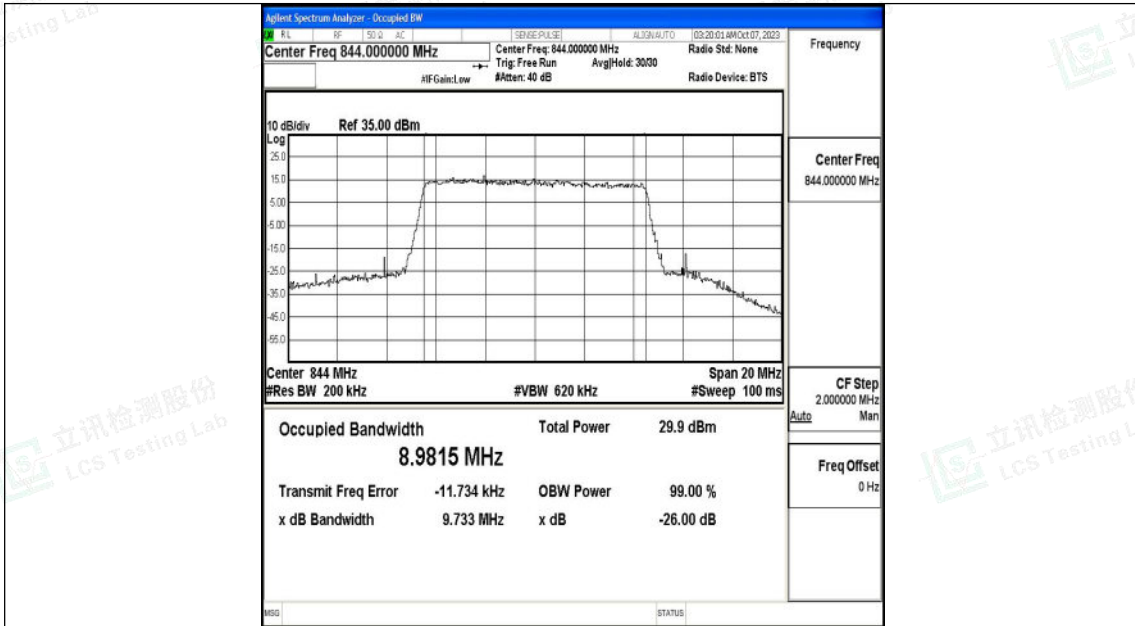 Agilent Spectrum Analyzer - Occupied BW
RL RF 50 Ω AC SENSE:PULSE ALIGNAUTO 03:20:01 AM Oct 07, 2023
Center Freq 844.000000 MHz
Center Freq: 844.000000 MHz
Radio Std: None
Trig: Free Run Avg|Hold: 30/30
#IFGain:Low
#Atten: 40 dB
Radio Device: BTS
10 dB/div Ref 35.00 dBm
Log
25.0
15.0
5.00
-5.00
-15.0
-25.0
-35.0
-45.0
-55.0
Center 844 MHz Span 20 MHz
#Res BW 200 kHz #VBW 620 kHz #Sweep 100 ms
Occupied Bandwidth Total Power 29.9 dBm
8.9815 MHz
Transmit Freq Error -11.734 kHz OBW Power 99.00 %
x dB Bandwidth 9.733 MHz x dB -26.00 dB
MSG STATUS
Frequency
Center Freq
844.000000 MHz
CF Step
2.000000 MHz
Auto Man
Freq Offset
0 Hz
立讯检测股份
LCS Testing Lab
立讯检测股份
LCS Testing L
sting Lab